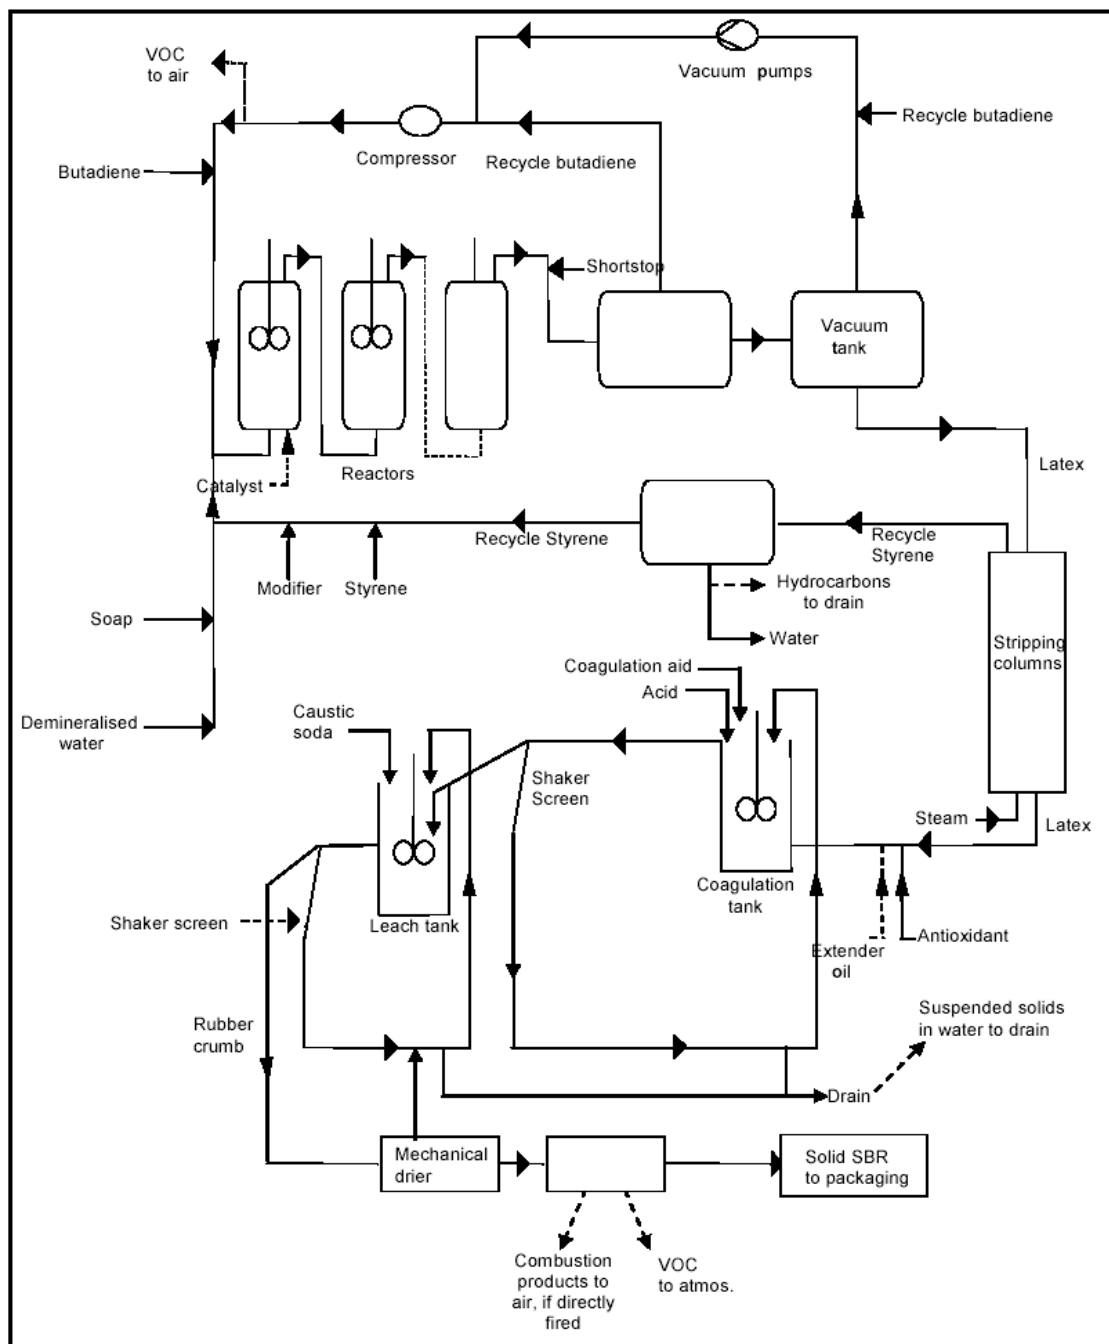 VOC
to air
Vacuum pumps
Recycle butadiene
Compressor
Recycle butadiene
Butadiene
Shortstop
Vacuum
tank
Reactors
Catalyst
Latex
Recycle Styrene
Recycle
Styrene
Modifier
Styrene
Hydrocarbons
to drain
Soap
Water
Stripping
columns
Coagulation aid
Acid
Demineralised
water
Caustic
soda
Shaker
Screen
Steam
Latex
Coagulation
tank
Shaker screen
Leach tank
Antioxidant
Extender
oil
Rubber
crumb
Suspended solids
in water to drain
Drain
Mechanical
drier
Solid SBR
to packaging
Combustion
products to
air, if directly
fired
VOC
to atmos.